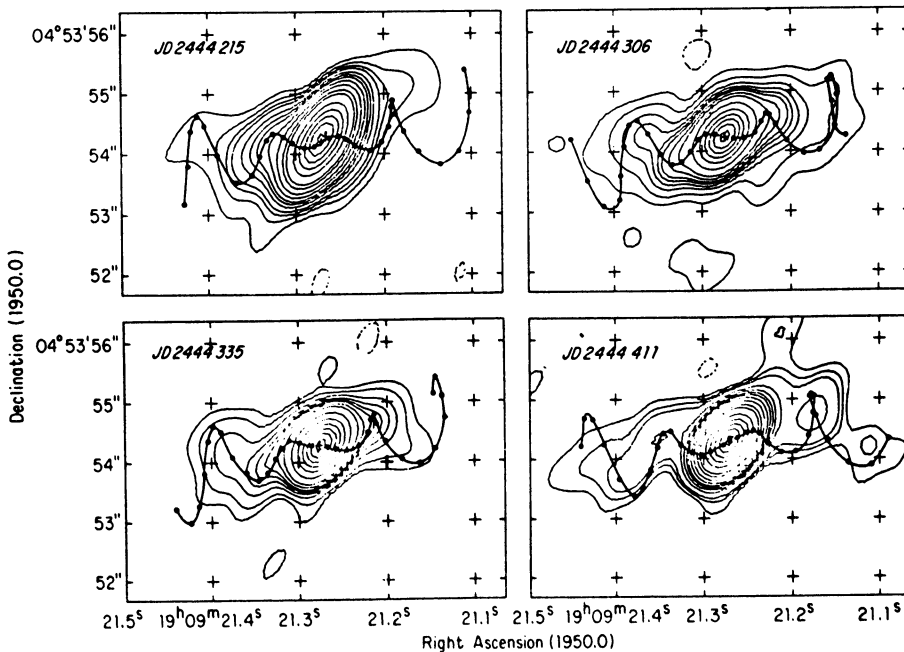 04°53'56"
55"
54"
53"
52"
JD2444215
JD2444306
04°53'56"
55"
54"
53"
52"
JD2444335
JD2444411
21.5ˢ 19ʰ09ᵐ21.4ˢ 21.3ˢ 21.2ˢ 21.1ˢ
21.5ˢ 19ʰ09ᵐ21.4ˢ 21.3ˢ 21.2ˢ 21.1ˢ
Declination (1950.0)
Right Ascension (1950.0)